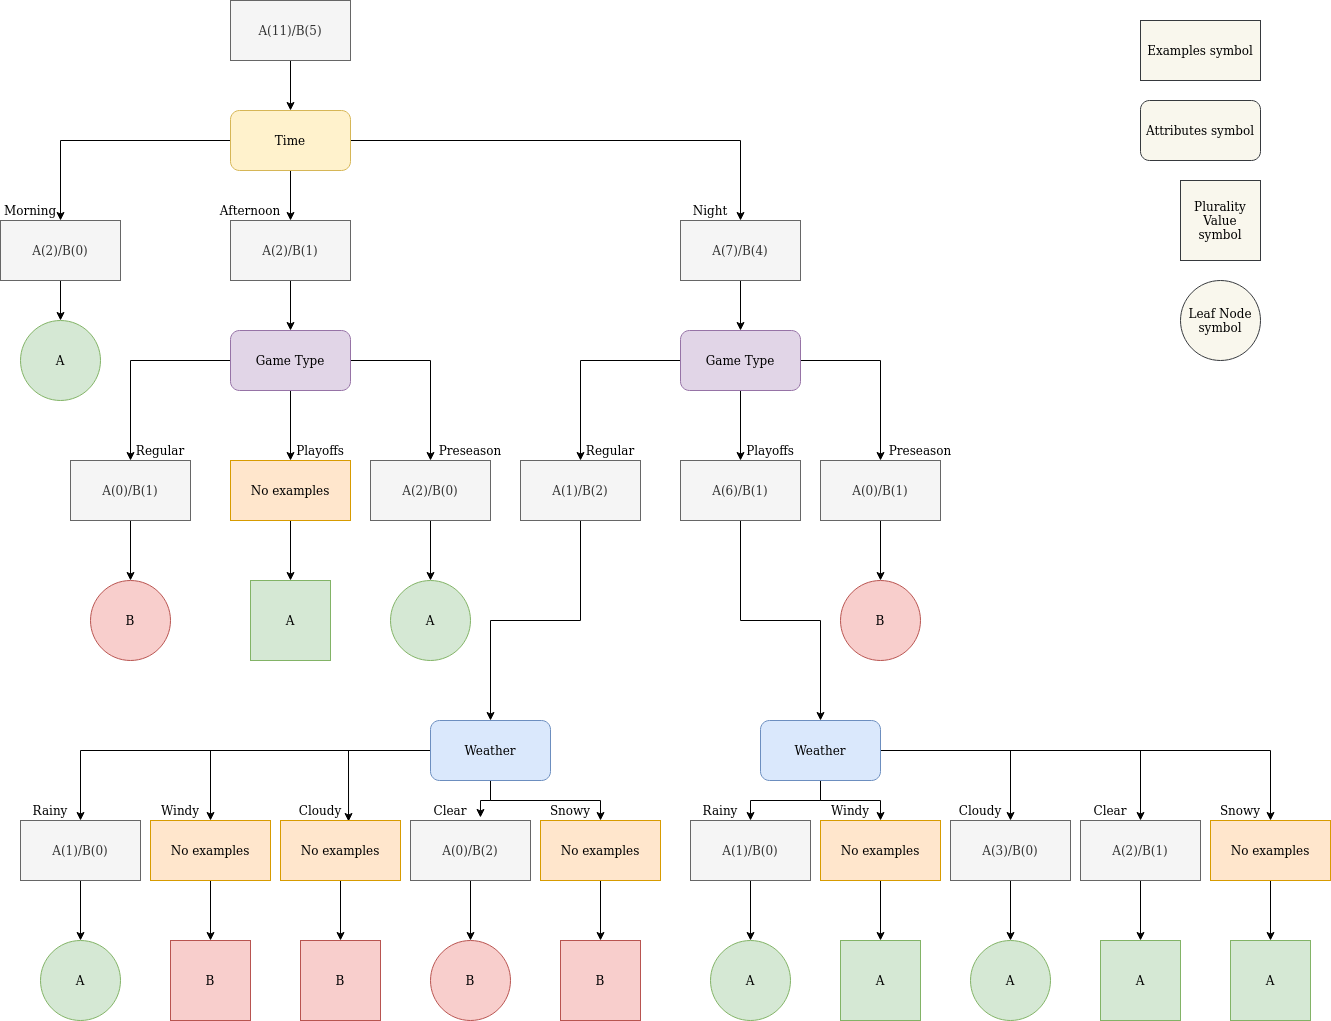 A(11)/B(5)
Examples symbol
Attributes symbol
Time
Plurality
Value
symbol
Morning
Afternoon
Night
A(2)/B(0)
A(2)/B(1)
A(7)/B(4)
Leaf Node
symbol
A
Game Type
Game Type
Regular
Playoffs
Preseason
Regular
Playoffs
Preseason
A(0)/B(1)
No examples
A(2)/B(0)
A(1)/B(2)
A(6)/B(1)
A(0)/B(1)
B
A
A
B
Weather
Weather
Rainy
Windy
Cloudy
Clear
Snowy
Rainy
Windy
Cloudy
Clear
Snowy
A(1)/B(0)
No examples
No examples
A(0)/B(2)
No examples
A(1)/B(0)
No examples
A(3)/B(0)
A(2)/B(1)
No examples
A
B
B
B
B
A
A
A
A
A